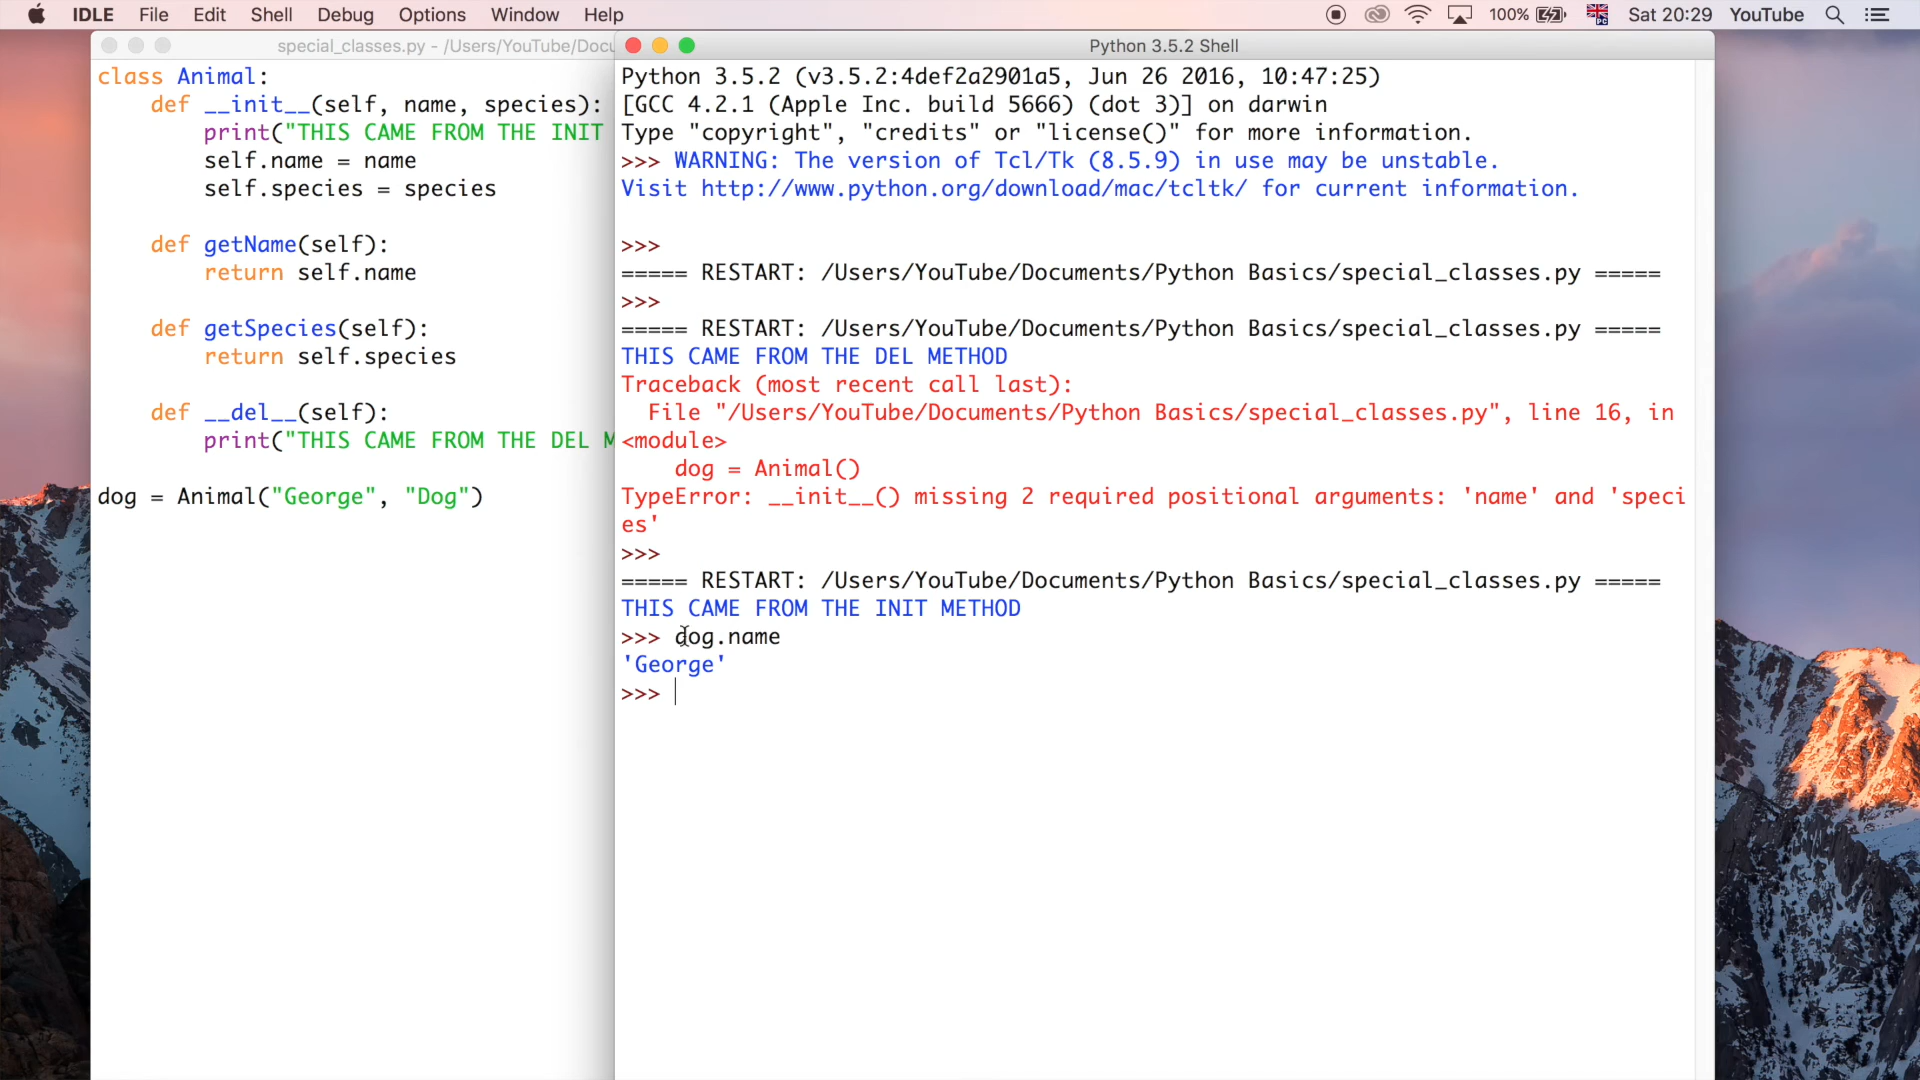 IDLE File Edit Shell Debug Options Window Help 100% Sat 20:29 YouTube
special_classes.py - /Users/YouTube/Docu
class Animal:
def __init__(self, name, species):
print("THIS CAME FROM THE INIT
self.name = name
self.species = species
def getName(self):
return self.name
def getSpecies(self):
return self.species
def __del__(self):
print("THIS CAME FROM THE DEL M
dog = Animal("George", "Dog")
Python 3.5.2 Shell
Python 3.5.2 (v3.5.2:4def2a2901a5, Jun 26 2016, 10:47:25)
[GCC 4.2.1 (Apple Inc. build 5666) (dot 3)] on darwin
Type "copyright", "credits" or "license()" for more information.
>>> WARNING: The version of Tcl/Tk (8.5.9) in use may be unstable.
Visit http://www.python.org/download/mac/tcltk/ for current information.
>>>
===== RESTART: /Users/YouTube/Documents/Python Basics/special_classes.py =====
>>>
===== RESTART: /Users/YouTube/Documents/Python Basics/special_classes.py =====
THIS CAME FROM THE DEL METHOD
Traceback (most recent call last):
File "/Users/YouTube/Documents/Python Basics/special_classes.py", line 16, in
<module>
dog = Animal()
TypeError: __init__() missing 2 required positional arguments: 'name' and 'speci
es'
>>>
===== RESTART: /Users/YouTube/Documents/Python Basics/special_classes.py =====
THIS CAME FROM THE INIT METHOD
>>> dog.name
'George'
>>>